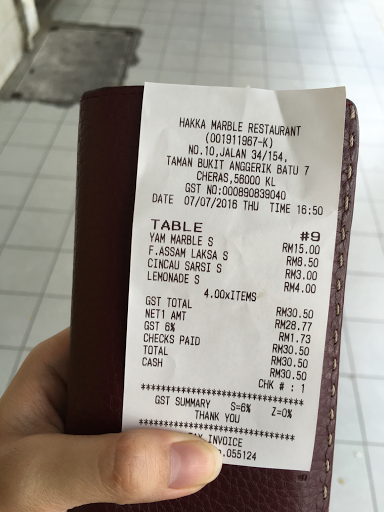 HAKKA MARBLE RESTAURANT
(001911967-K)
NO.10,JALAN 34/154,
TAMAN BUKIT ANGGERIK BATU 7
CHERAS,56000 KL
GST NO:000890839040
DATE 07/07/2016 THU TIME 16:50
TABLE #9
YAM MARBLE S RM15.00
F.ASSAM LAKSA S RM8.50
CINCAU SARSI S RM3.00
LEMONADE S RM4.00
4.00xITEMS
GST TOTAL RM30.50
NET1 AMT RM28.77
GST 6% RM1.73
CHECKS PAID RM30.50
TOTAL RM30.50
CASH RM30.50
CHK # : 1
************************************
GST SUMMARY S=6% Z=0%
THANK YOU
************************************
INVOICE
.055124